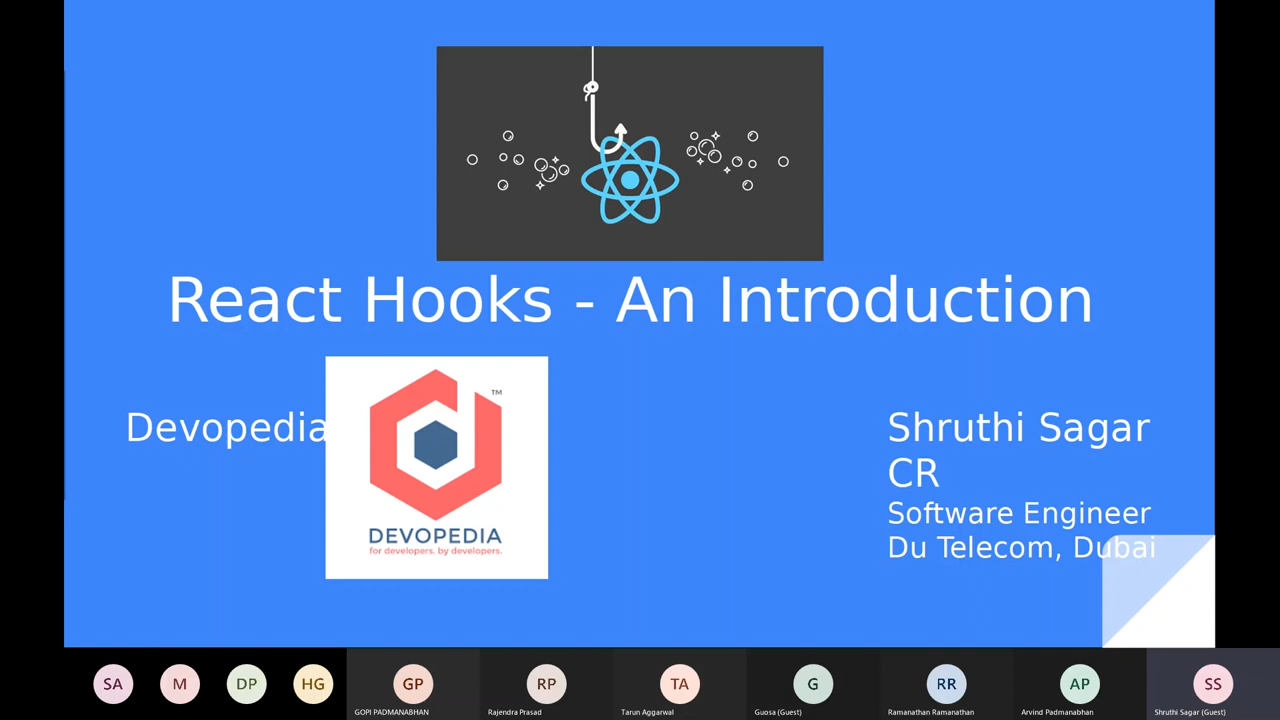 React Hooks - An Introduction
Devopedia
TM
DEVOPEDIA
for developers. by developers.
Shruthi Sagar
CR
Software Engineer
Du Telecom, Dubai
SA
M
DP
HG
GP
GOPI PADMANABHAN
RP
Rajendra Prasad
TA
Tarun Aggarwal
G
Guosa (Guest)
RR
Ramanathan Ramanathan
AP
Arvind Padmanabhan
SS
Shruthi Sagar (Guest)